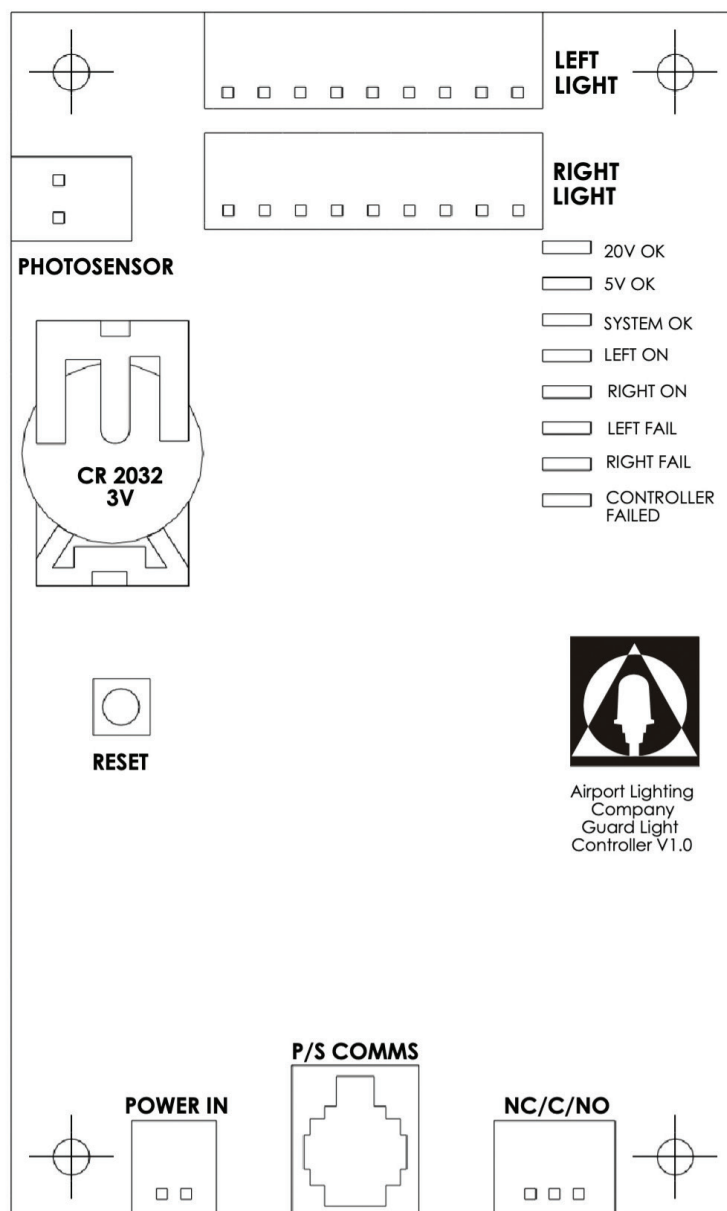 LEFT
LIGHT
RIGHT
LIGHT
PHOTOSENSOR
20V OK
5V OK
SYSTEM OK
LEFT ON
RIGHT ON
LEFT FAIL
RIGHT FAIL
CONTROLLER
FAILED
CR 2032
3V
RESET
Airport Lighting
Company
Guard Light
Controller V1.0
P/S COMMS
POWER IN
NC/C/NO